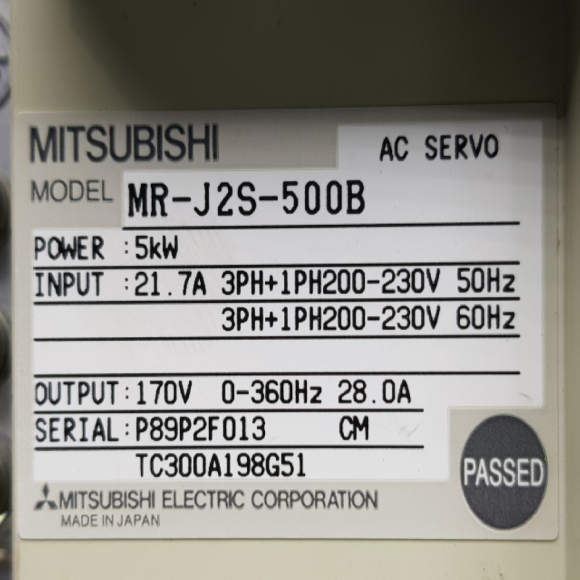 MITSUBISHI AC SERVO
MODEL MR-J2S-500B
POWER :5kW
INPUT :21.7A 3PH+1PH200-230V 50Hz
3PH+1PH200-230V 60Hz
OUTPUT:170V 0-360Hz 28.0A
SERIAL:P89P2F013 CM
TC300A198G51
PASSED
MITSUBISHI ELECTRIC CORPORATION
MADE IN JAPAN